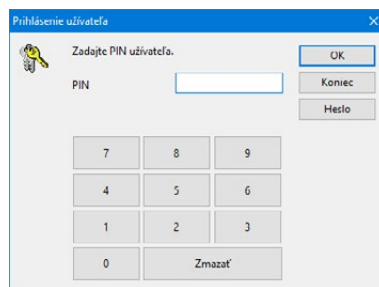 Prihlásenie užívateľa
Zadajte PIN užívateľa.
PIN
OK
Koniec
Heslo
7 8 9
4 5 6
1 2 3
0 Zmazať